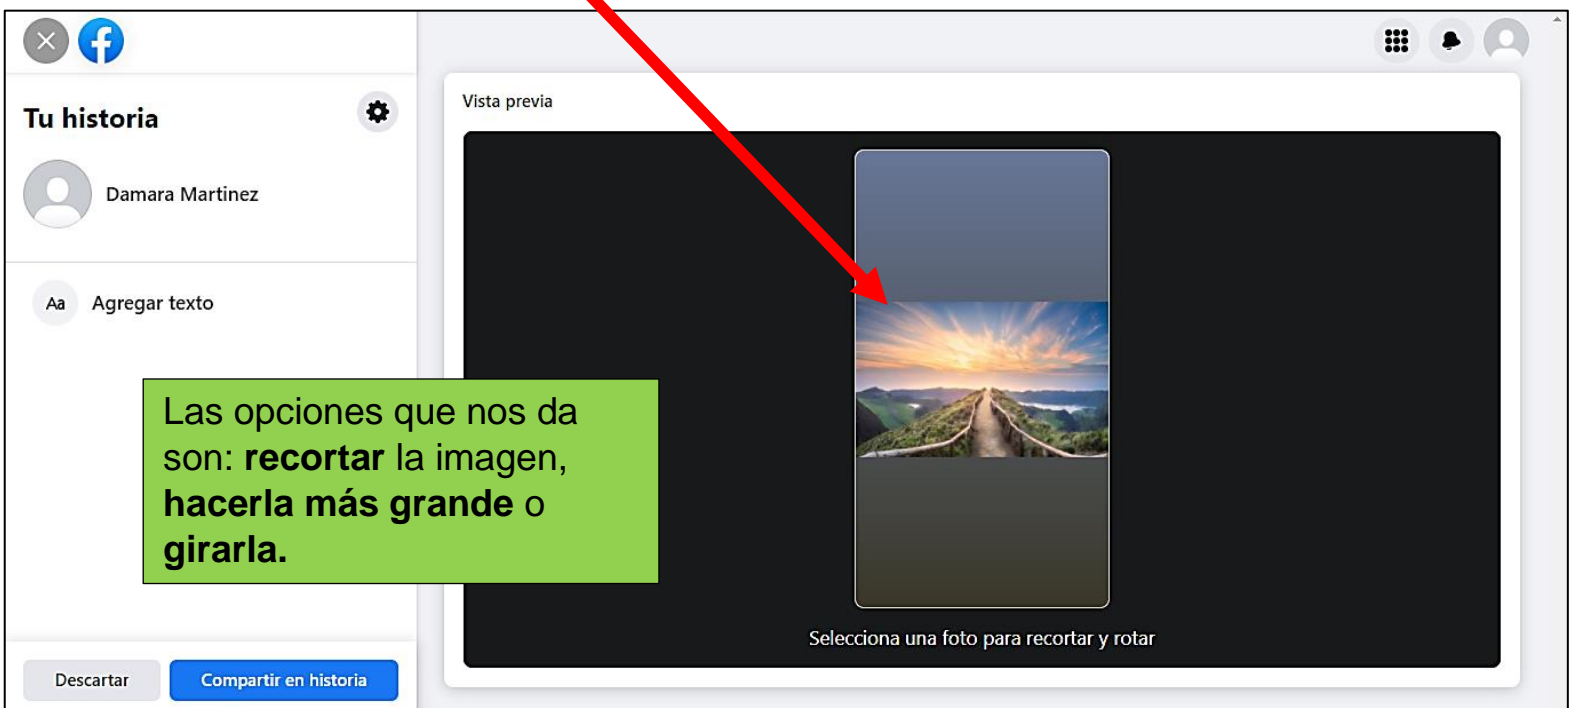 Tu historia
Damara Martinez
Aa Agregar texto
Las opciones que nos da
son: recortar la imagen,
hacerla más grande o
girarla.
Descartar
Compartir en historia
Vista previa
Selecciona una foto para recortar y rotar